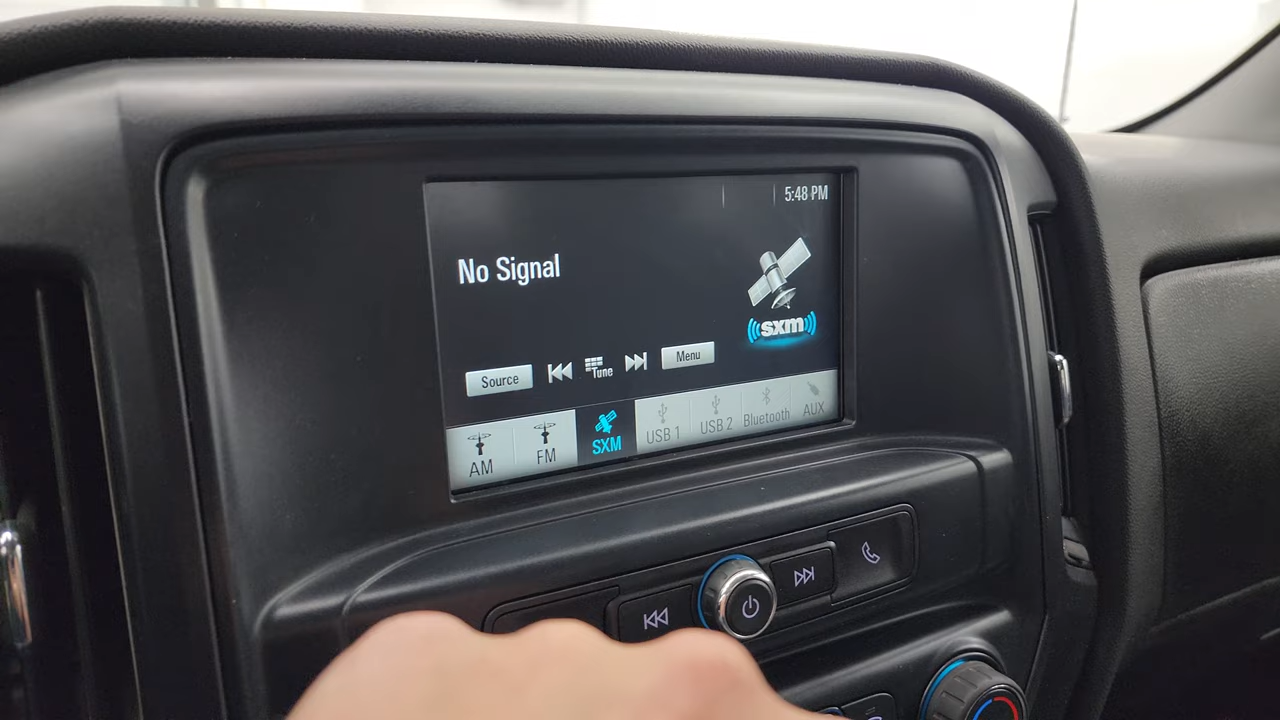 5:48 PM
No Signal
sxm
Source
Tune
Menu
AM
FM
SXM
USB 1
USB 2
Bluetooth
AUX